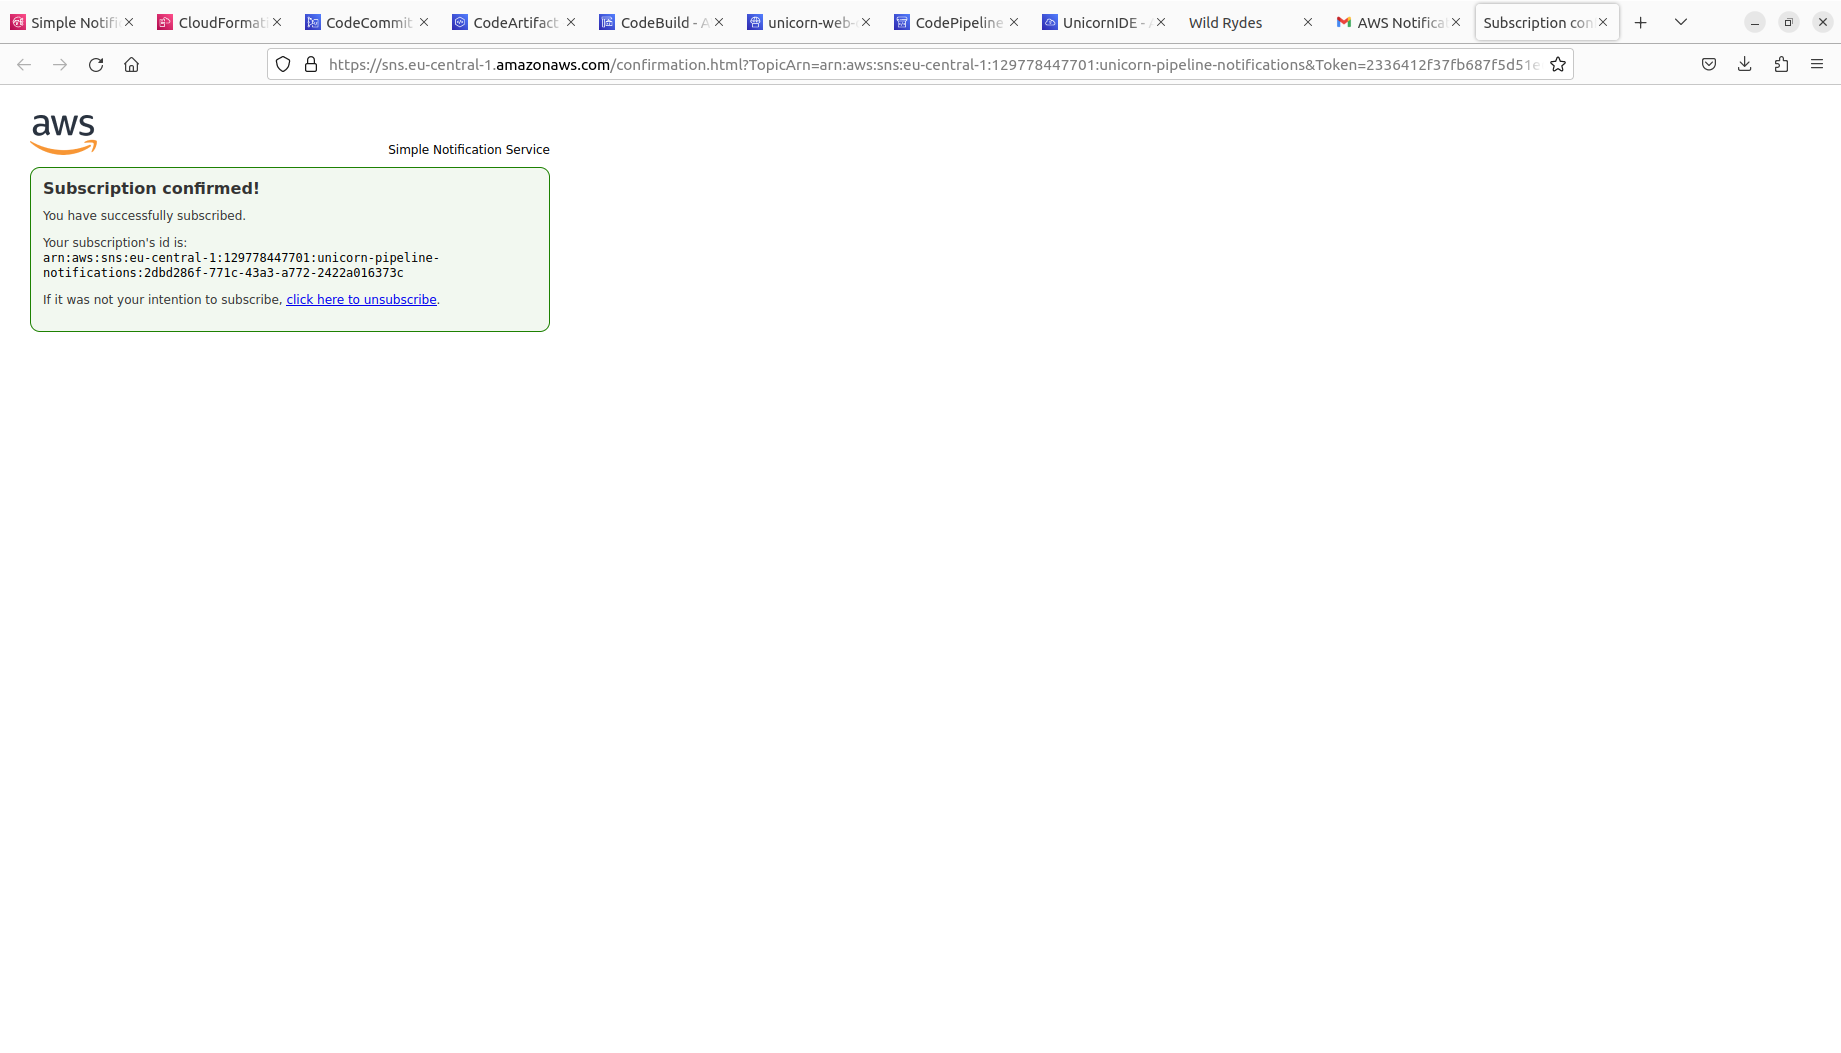 Simple Notifi
CloudFormati
CodeCommit
CodeArtifact
CodeBuild - A
unicorn-web-
CodePipeline
UnicornIDE - A
Wild Rydes
AWS Notificat
Subscription con
https://sns.eu-central-1.amazonaws.com/confirmation.html?TopicArn=arn:aws:sns:eu-central-1:129778447701:unicorn-pipeline-notifications&Token=2336412f37fb687f5d51e
aws
Simple Notification Service
Subscription confirmed!
You have successfully subscribed.
Your subscription's id is:
arn:aws:sns:eu-central-1:129778447701:unicorn-pipeline-
notifications:2dbd286f-771c-43a3-a772-2422a016373c
If it was not your intention to subscribe, click here to unsubscribe.